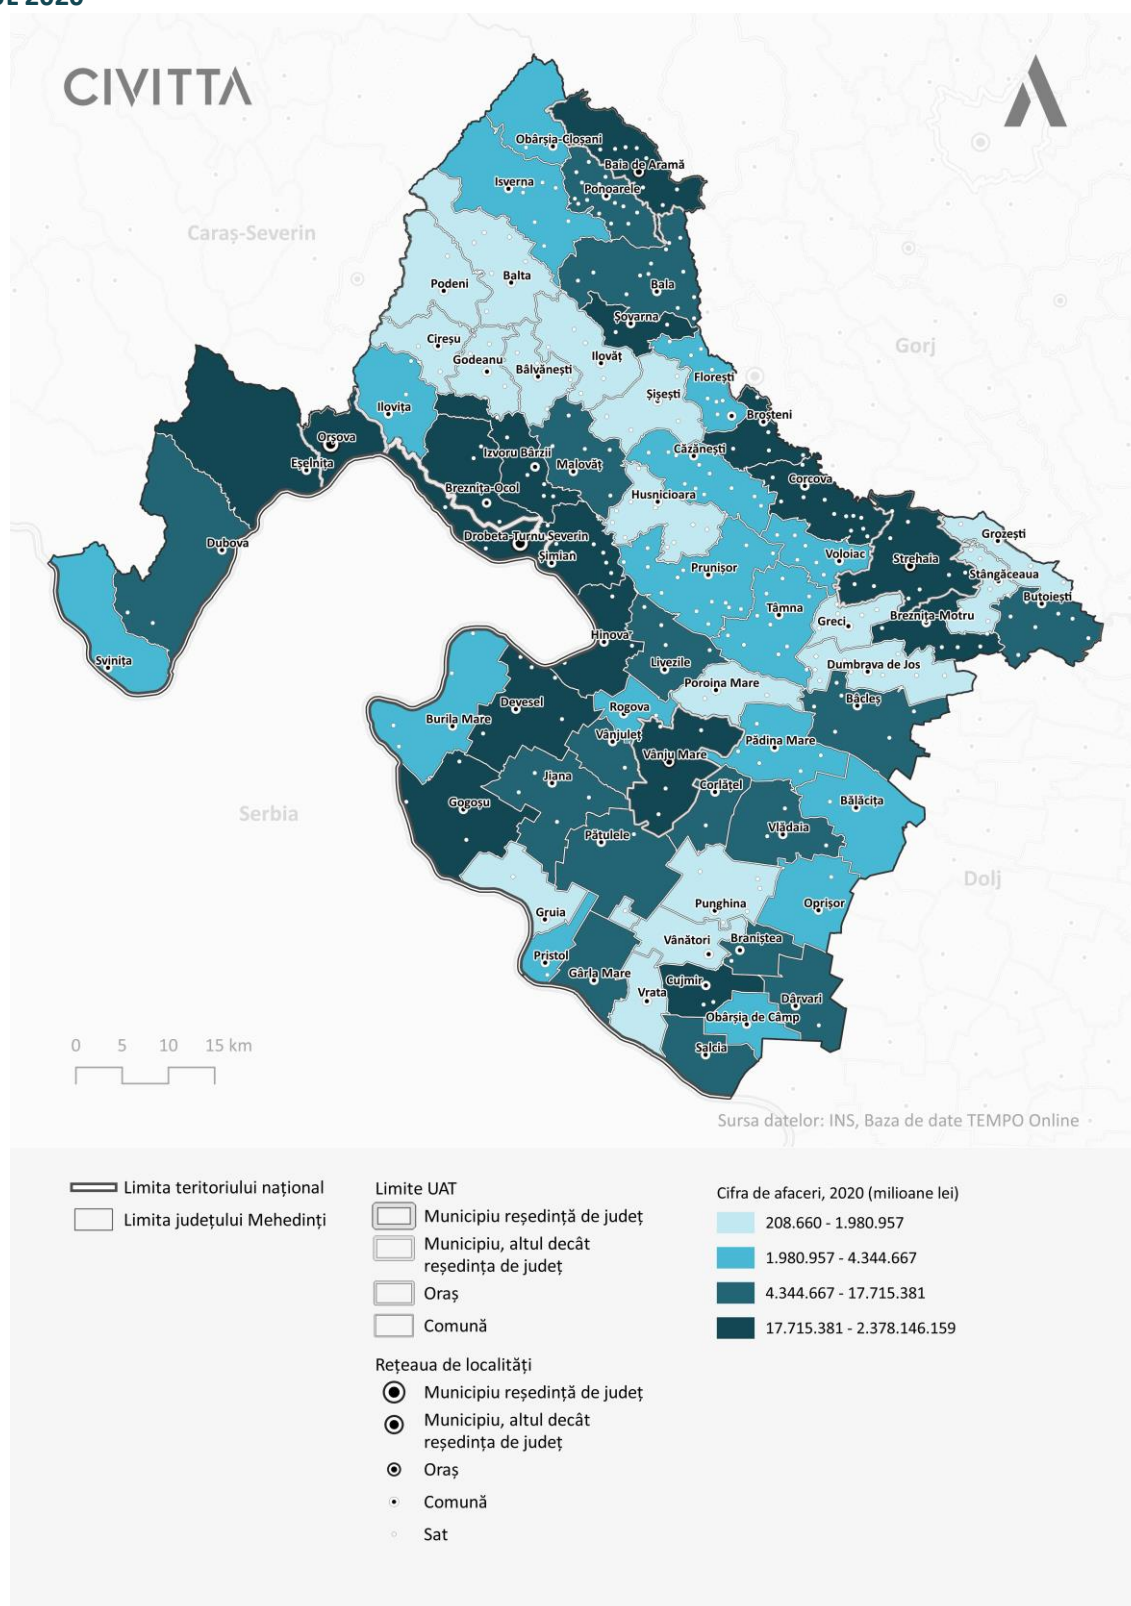 CIVITTA
Obârșia-Cloșani
Baia de Aramă
Isverna
Ponoarele
Caraș-Severin
Podeni
Balta
Bala
Șovarna
Gorj
Cireșu
Godeanu
Bâlvănești
Ilovăț
Șișești
Florești
Ilovița
Broșteni
Orșova
Eșelnița
Izvoru Bârzii
Malovăț
Căzănești
Corcova
Breznița-Ocol
Husnicioara
Dubova
Drobeta-Turnu Severin
Șimian
Prunișor
Voloiac
Strehaia
Grozești
Stângăceaua
Butoiești
Tâmna
Greci
Breznița-Motru
Svinița
Hinova
Livezile
Dumbrava de Jos
Poroina Mare
Bâcleș
Burila Mare
Devesel
Rogova
Vânjuleț
Pădina Mare
Vânju Mare
Jiana
Corlățel
Bălăcița
Gogoșu
Serbia
Pătulele
Vlădaia
Dolj
Gruia
Punghina
Oprișor
Vânători
Braniștea
Pristol
Gârla Mare
Cujmir
Vrata
Dârvari
Obârșia de Câmp
Salcia
0 5 10 15 km
Sursa datelor: INS, Baza de date TEMPO Online
Limita teritoriului național
Limita județului Mehedinți
Limite UAT
Municipiu reședință de județ
Municipiu, altul decât
reședința de județ
Oraș
Comună
Rețeaua de localități
Municipiu reședință de județ
Municipiu, altul decât
reședința de județ
Oraș
Comună
Sat
Cifra de afaceri, 2020 (milioane lei)
208.660 - 1.980.957
1.980.957 - 4.344.667
4.344.667 - 17.715.381
17.715.381 - 2.378.146.159